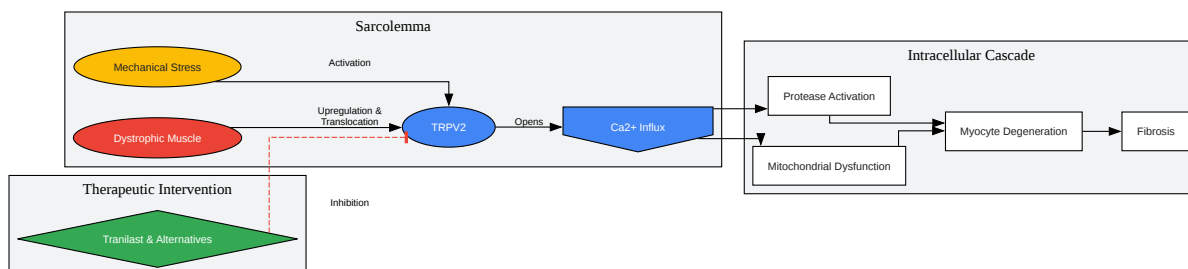 Sarcolemma
Mechanical Stress
Activation
Dystrophic Muscle
Upregulation &
Translocation
TRPV2
Opens
Ca2+ Influx
Intracellular Cascade
Protease Activation
Mitochondrial Dysfunction
Myocyte Degeneration
Fibrosis
Therapeutic Intervention
Tranilast & Alternatives
Inhibition